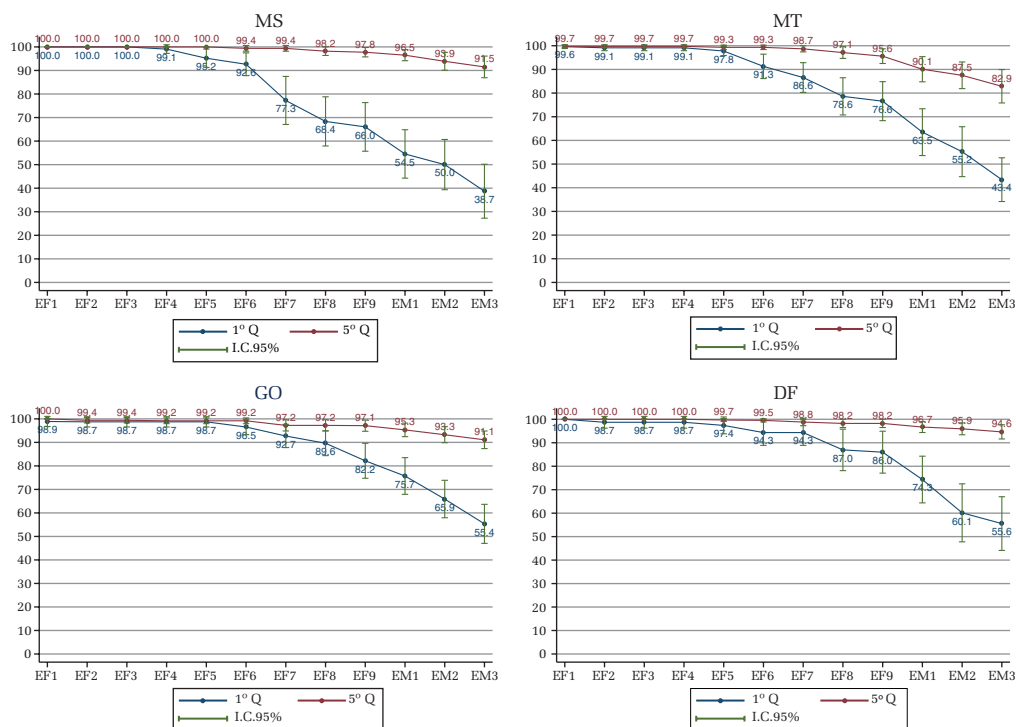 MS
100.0 100.0 100.0 100.0 100.0 99.4 99.4 98.2 97.8 96.5 93.9 91.5
100.0 100.0 100.0 99.1 95.2 92.6 77.3 68.4 66.0 54.5 50.0 38.7
100
90
80
70
60
50
40
30
20
10
0
EF1 EF2 EF3 EF4 EF5 EF6 EF7 EF8 EF9 EM1 EM2 EM3
1º Q 5º Q
I.C.95%
MT
99.7 99.7 99.7 99.7 99.3 99.3 98.7 97.1 95.6 90.1 87.5 82.9
99.6 99.1 99.1 99.1 97.8 91.3 86.6 78.6 76.6 63.5 55.2 43.4
100
90
80
70
60
50
40
30
20
10
0
EF1 EF2 EF3 EF4 EF5 EF6 EF7 EF8 EF9 EM1 EM2 EM3
1º Q 5º Q
I.C.95%
GO
100.0 99.4 99.4 99.2 99.2 99.2 97.2 97.2 97.1 95.3 93.3 91.1
98.9 98.7 98.7 98.7 98.7 96.5 92.7 89.6 82.2 75.7 65.9 55.4
100
90
80
70
60
50
40
30
20
10
0
EF1 EF2 EF3 EF4 EF5 EF6 EF7 EF8 EF9 EM1 EM2 EM3
1º Q 5º Q
I.C.95%
DF
100.0 100.0 100.0 100.0 99.7 99.5 98.8 98.2 98.2 96.7 95.9 94.6
100.0 98.7 98.7 98.7 97.4 94.3 94.3 87.0 86.0 74.3 60.1 55.6
100
90
80
70
60
50
40
30
20
10
0
EF1 EF2 EF3 EF4 EF5 EF6 EF7 EF8 EF9 EM1 EM2 EM3
1º Q 5º Q
I.C.95%